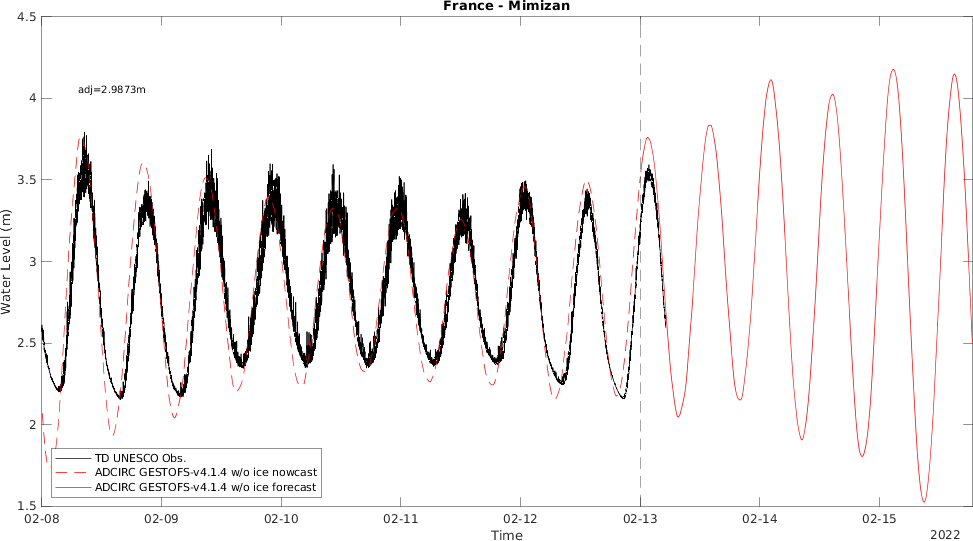 France - Mimizan
4.5
4
3.5
3
2.5
2
1.5
Water Level (m)
adj=2.9873m
TD UNESCO Obs.
ADCIRC GESTOFS-v4.1.4 w/o ice nowcast
ADCIRC GESTOFS-v4.1.4 w/o ice forecast
02-08 02-09 02-10 02-11 02-12 02-13 02-14 02-15
Time
2022